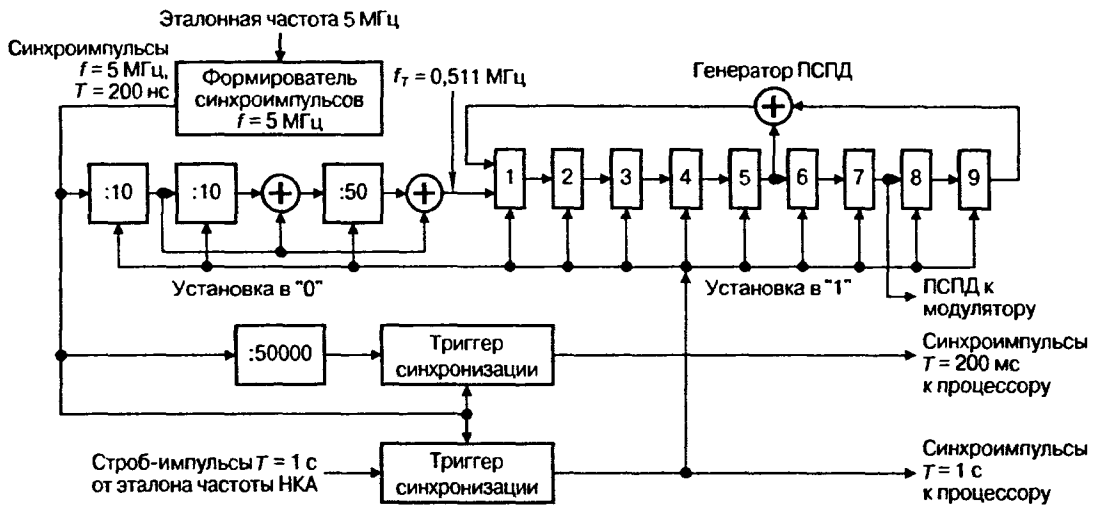 Эталонная частота 5 МГц
Синхроимпульсы
f = 5 МГц,
T = 200 нс
Формирователь
синхроимпульсов
f = 5 МГц
fT = 0,511 МГц
Генератор ПСПД
+
:10
:10
+
:50
+
1
2
3
4
5
6
7
8
9
Установка в "0"
Установка в "1"
ПСПД к
модулятору
:50000
Триггер
синхронизации
Синхроимпульсы
T = 200 мс
к процессору
Строб-импульсы T = 1 с
от эталона частоты НКА
Триггер
синхронизации
Синхроимпульсы
T = 1 с
к процессору